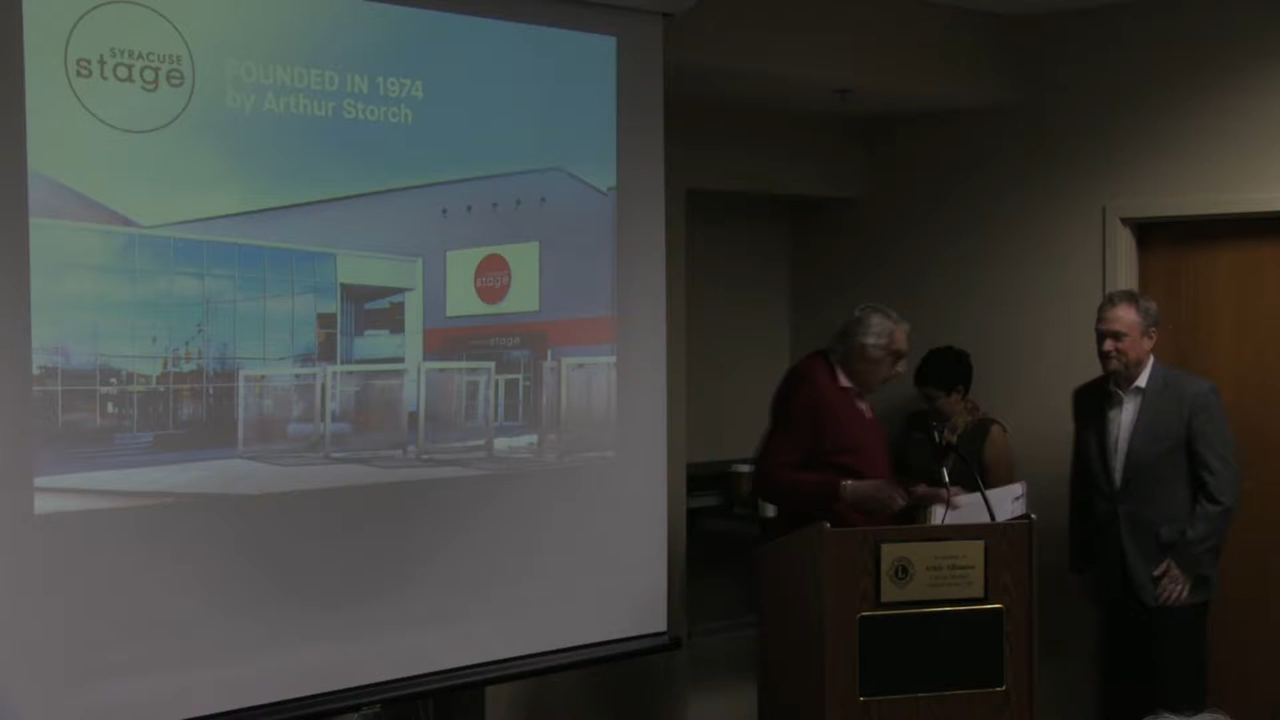 SYRACUSE
stage
FOUNDED IN 1974
by Arthur Storch
stage
stage
L